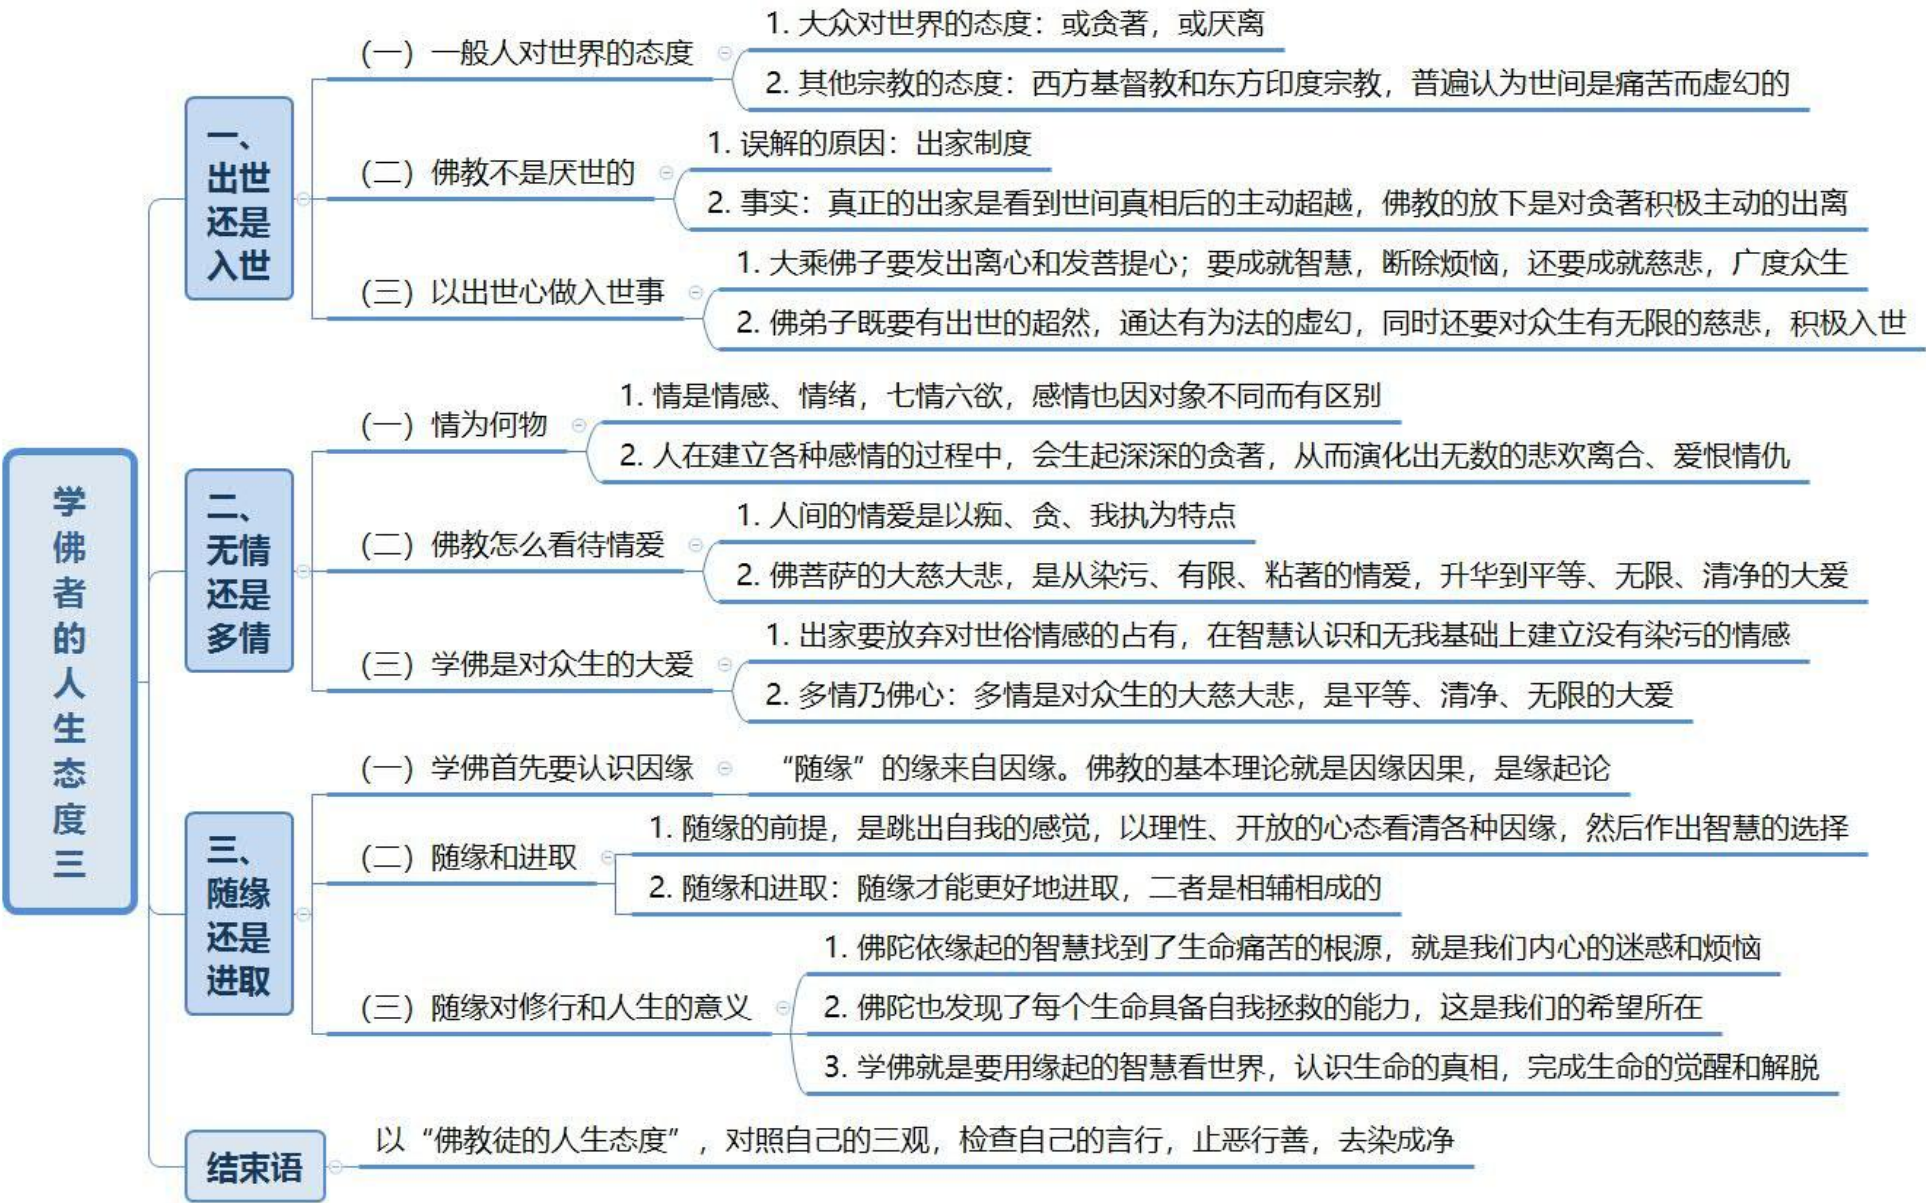 学佛者的人生态度三
一、
出世
还是
入世
（一）一般人对世界的态度
1. 大众对世界的态度：或贪著，或厌离
2. 其他宗教的态度：西方基督教和东方印度宗教，普遍认为世间是痛苦而虚幻的
（二）佛教不是厌世的
1. 误解的原因：出家制度
2. 事实：真正的出家是看到世间真相后的主动超越，佛教的放下是对贪著积极主动的出离
（三）以出世心做入世事
1. 大乘佛子要发出离心和发菩提心；要成就智慧，断除烦恼，还要成就慈悲，广度众生
2. 佛弟子既要有出世的超然，通达有为法的虚幻，同时还要对众生有无限的慈悲，积极入世
二、
无情
还是
多情
（一）情为何物
1. 情是情感、情绪，七情六欲，感情也因对象不同而有区别
2. 人在建立各种感情的过程中，会生起深深的贪著，从而演化出无数的悲欢离合、爱恨情仇
（二）佛教怎么看待情爱
1. 人间的情爱是以痴、贪、我执为特点
2. 佛菩萨的大慈大悲，是从染污、有限、粘著的情爱，升华到平等、无限、清净的大爱
（三）学佛是对众生的大爱
1. 出家要放弃对世俗情感的占有，在智慧认识和无我基础上建立没有染污的情感
2. 多情乃佛心：多情是对众生的大慈大悲，是平等、清净、无限的大爱
三、
随缘
还是
进取
（一）学佛首先要认识因缘
“随缘”的缘来自因缘。佛教的基本理论就是因缘因果，是缘起论
（二）随缘和进取
1. 随缘的前提，是跳出自我的感觉，以理性、开放的心态看清各种因缘，然后作出智慧的选择
2. 随缘和进取：随缘才能更好地进取，二者是相辅相成的
（三）随缘对修行和人生的意义
1. 佛陀依缘起的智慧找到了生命痛苦的根源，就是我们内心的迷惑和烦恼
2. 佛陀也发现了每个生命具备自我拯救的能力，这是我们的希望所在
3. 学佛就是要用缘起的智慧看世界，认识生命的真相，完成生命的觉醒和解脱
结束语
以“佛教徒的人生态度”，对照自己的三观，检查自己的言行，止恶行善，去染成净